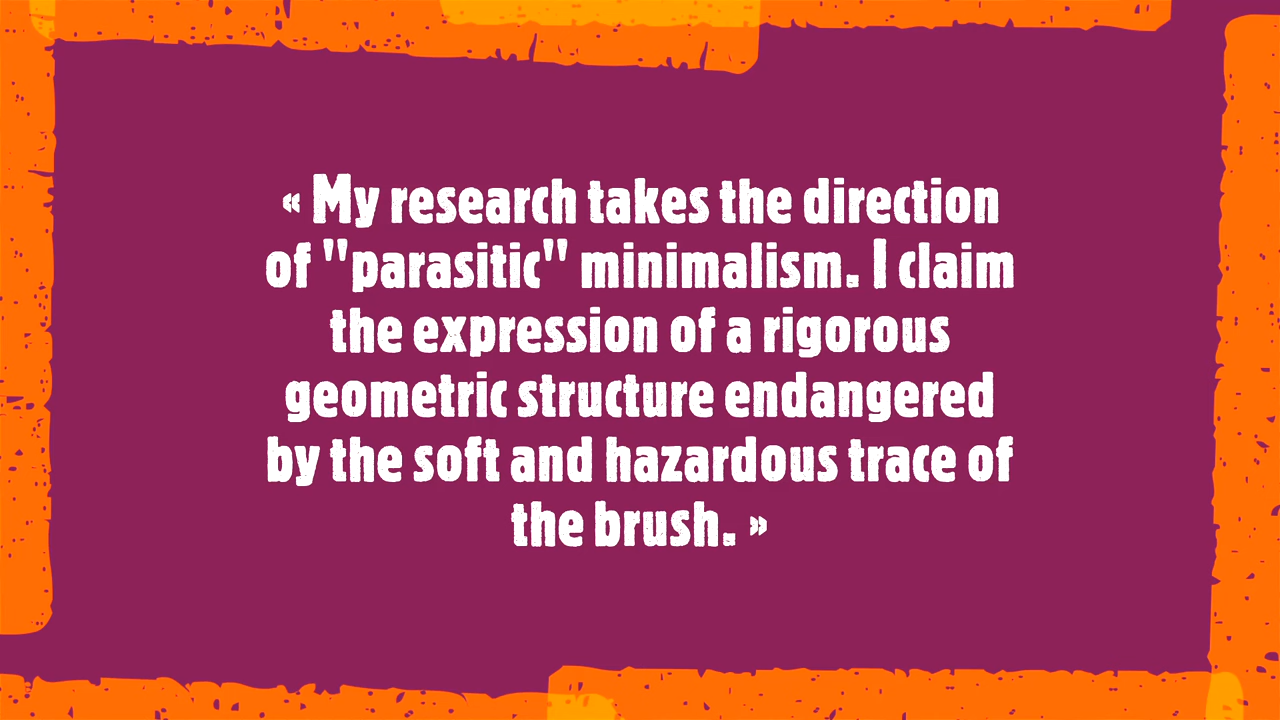 « My research takes the direction
of "parasitic" minimalism. I claim
the expression of a rigorous
geometric structure endangered
by the soft and hazardous trace of
the brush. »